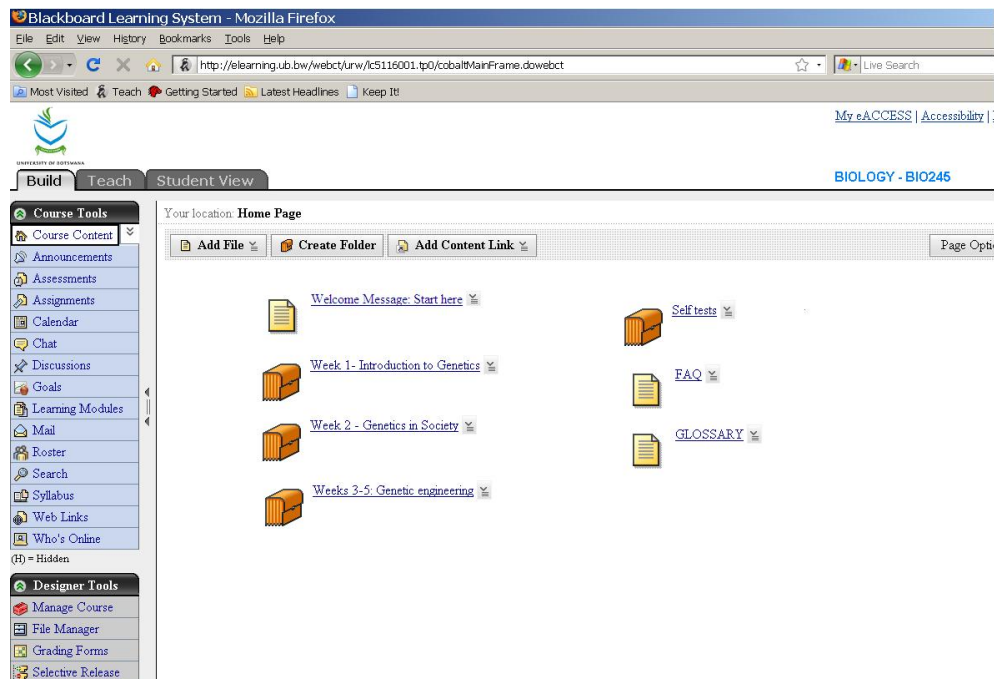 Blackboard Learning System - Mozilla Firefox
File Edit View History Bookmarks Tools Help
http://elearning.ub.bw/webct/urw/lc5116001.tp0/cobaltMainFrame.dowebct
Live Search
Most Visited Teach Getting Started Latest Headlines Keep It!
My eACCESS | Accessibility |
UNIVERSITY OF BOTSWANA
Build Teach Student View
BIOLOGY - BIO245
Course Tools
Course Content
Announcements
Assessments
Assignments
Calendar
Chat
Discussions
Goals
Learning Modules
Mail
Roster
Search
Syllabus
Web Links
Who's Online
(H) = Hidden
Designer Tools
Manage Course
File Manager
Grading Forms
Selective Release
Your location: Home Page
Add File Create Folder Add Content Link
Page Optio
Welcome Message: Start here
Week 1- Introduction to Genetics
Week 2 - Genetics in Society
Weeks 3-5: Genetic engineering
Self tests
FAQ
GLOSSARY